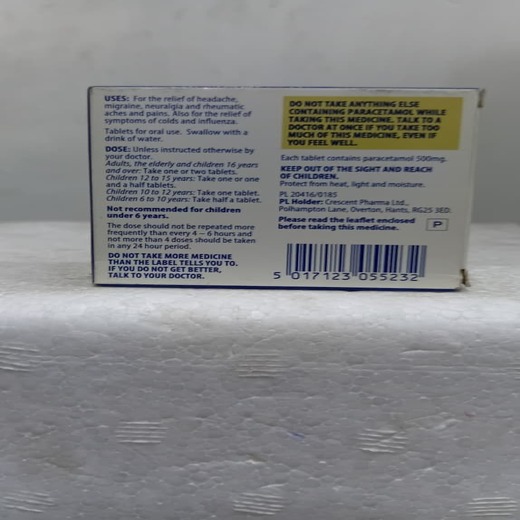 USES: For the relief of headache,
migraine, neuralgia and rheumatic
aches and pains. Also for the relief of
symptoms of colds and influenza.
Tablets for oral use. Swallow with a
drink of water.
DOSE: Unless instructed otherwise by
your doctor.
Adults, the elderly and children 16 years
and over: Take one or two tablets.
Children 12 to 15 years: Take one or one
and a half tablets.
Children 10 to 12 years: Take one tablet.
Children 6 to 10 years: Take half a tablet.
Not recommended for children
under 6 years.
The dose should not be repeated more
frequently than every 4 – 6 hours and
not more than 4 doses should be taken
in any 24 hour period.
DO NOT TAKE MORE MEDICINE
THAN THE LABEL TELLS YOU TO.
IF YOU DO NOT GET BETTER,
TALK TO YOUR DOCTOR.
DO NOT TAKE ANYTHING ELSE
CONTAINING PARACETAMOL WHILE
TAKING THIS MEDICINE. TALK TO A
DOCTOR AT ONCE IF YOU TAKE TOO
MUCH OF THIS MEDICINE, EVEN IF
YOU FEEL WELL.
Each tablet contains paracetamol 500mg.
KEEP OUT OF THE SIGHT AND REACH
OF CHILDREN.
Protect from heat, light and moisture.
PL 20416/0185
PL Holder: Crescent Pharma Ltd.,
Polhampton Lane, Overton, Hants, RG25 3ED.
Please read the leaflet enclosed
before taking this medicine.
P
5 017123 055232